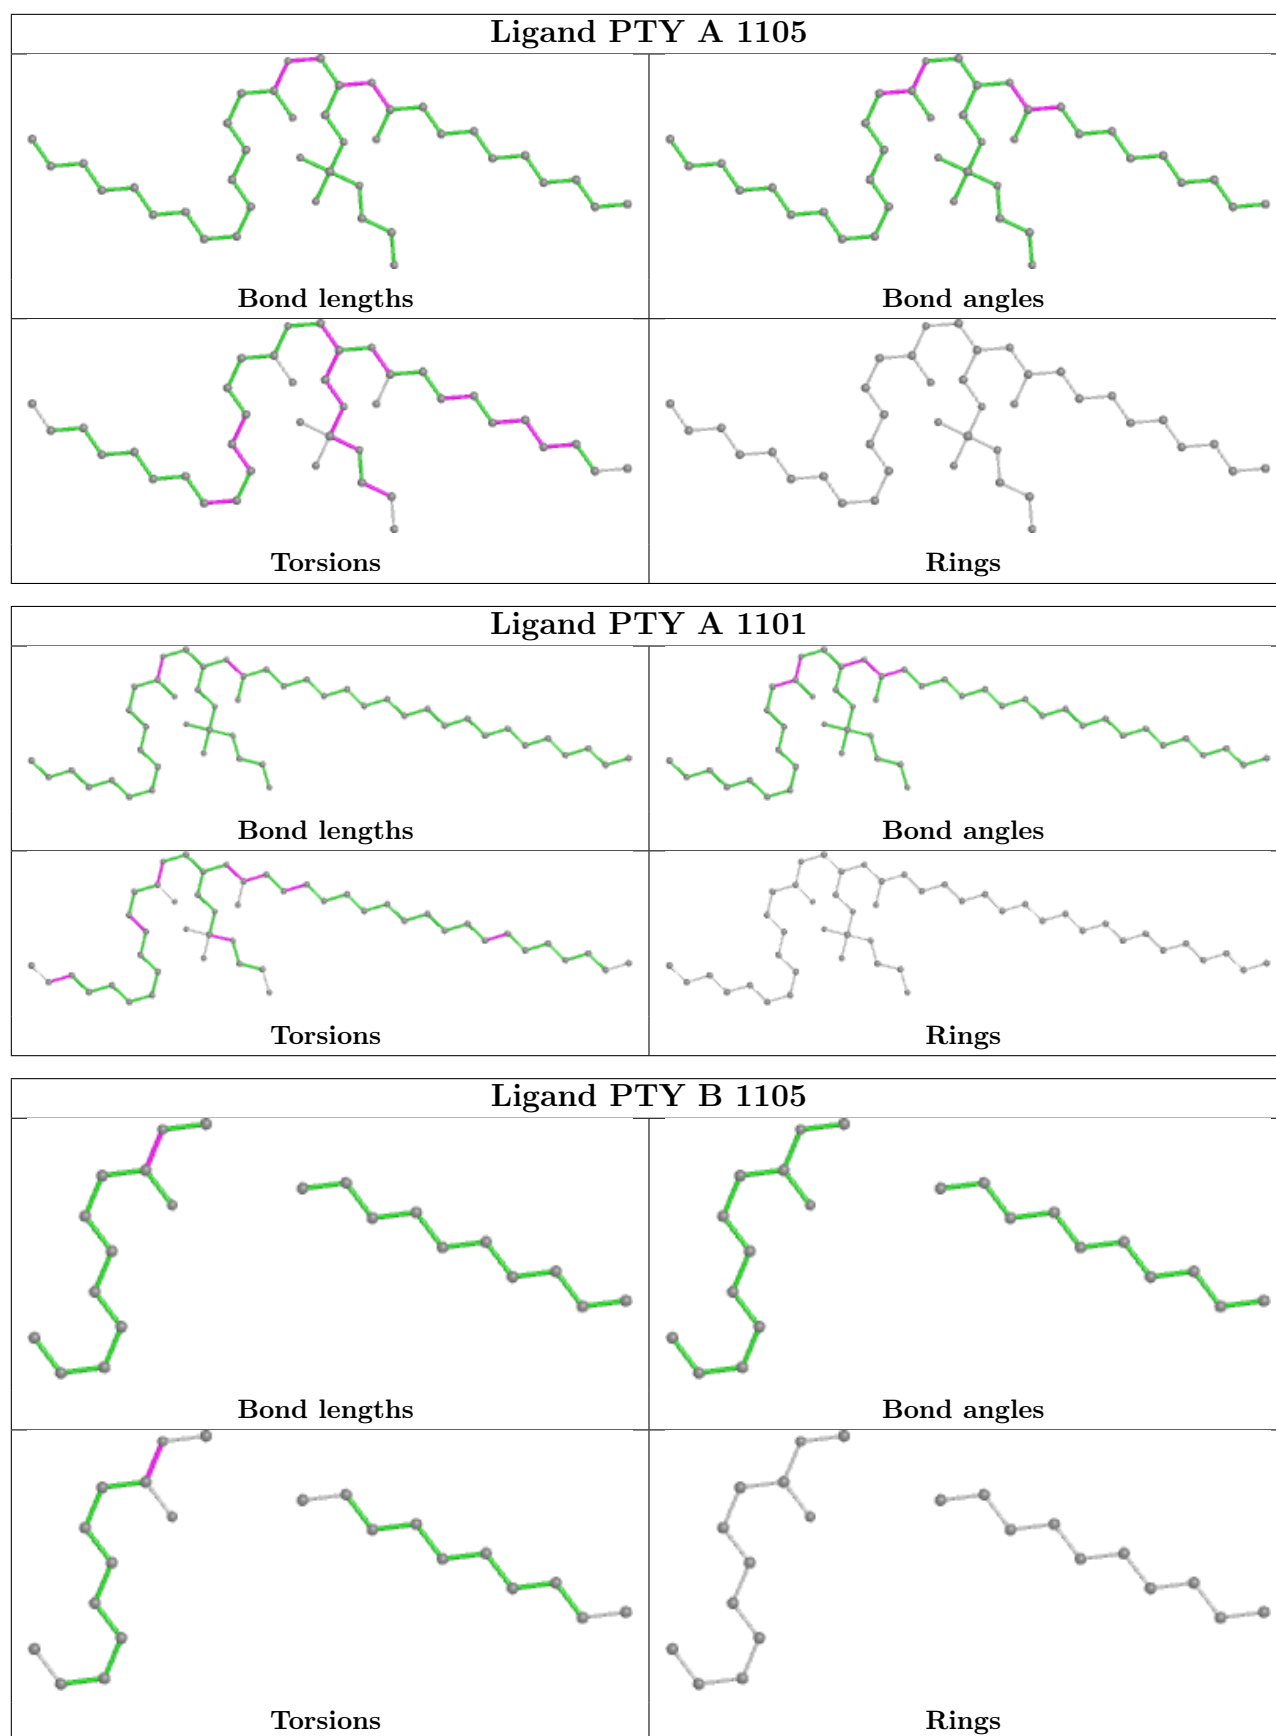 Ligand PTY A 1105
Bond lengths
Bond angles
Torsions
Rings
Ligand PTY A 1101
Bond lengths
Bond angles
Torsions
Rings
Ligand PTY B 1105
Bond lengths
Bond angles
Torsions
Rings